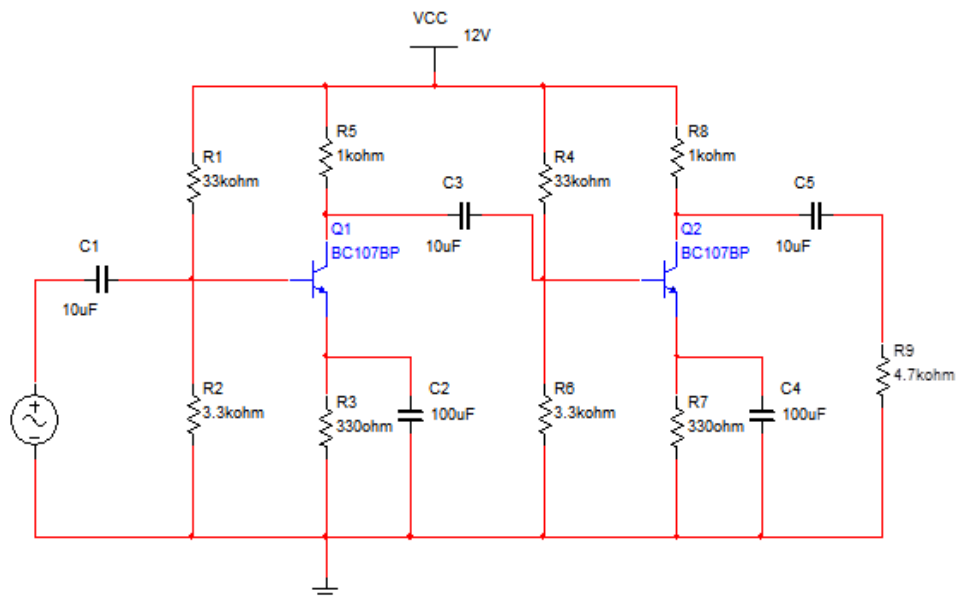 VCC
12V
R5
1kohm
R8
1kohm
R1
33kohm
R4
33kohm
C3
10uF
C5
10uF
Q1
BC107BP
Q2
BC107BP
C1
10uF
R9
4.7kohm
R2
3.3kohm
R3
330ohm
C2
100uF
R6
3.3kohm
R7
330ohm
C4
100uF